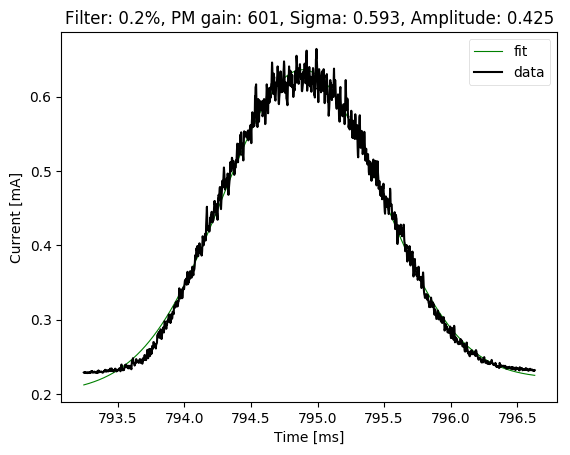 Filter: 0.2%, PM gain: 601, Sigma: 0.593, Amplitude: 0.425
fit
data
0.6
0.5
0.4
0.3
0.2
Current [mA]
793.5 794.0 794.5 795.0 795.5 796.0 796.5
Time [ms]